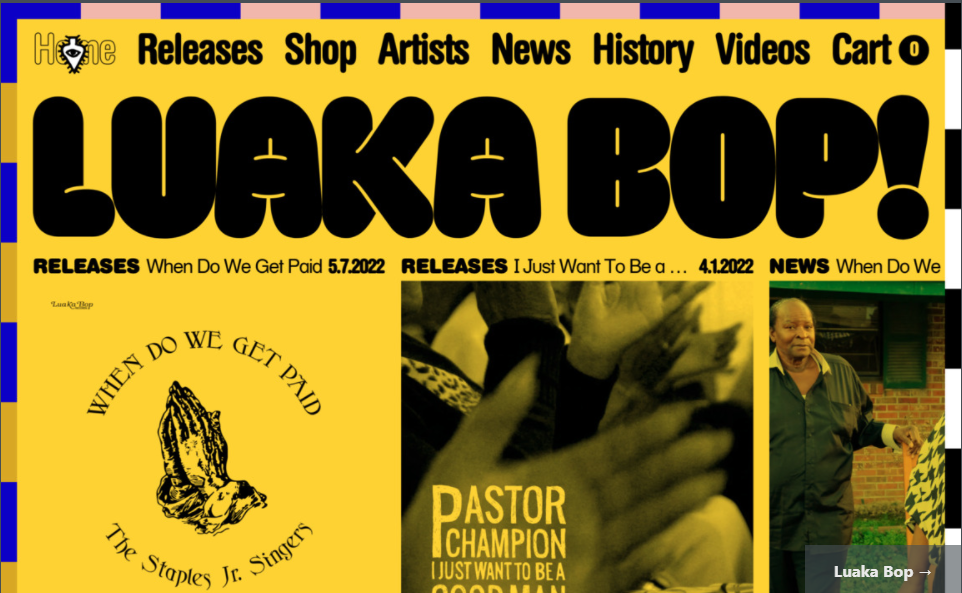 Home Releases Shop Artists News History Videos Cart 0
LUAKA BOP!
RELEASES When Do We Get Paid 5.7.2022
RELEASES I Just Want To Be a ... 4.1.2022
NEWS When Do We
Luaka Bop
WHEN DO WE GET PAID
The Staples Jr. Singers
PASTOR
CHAMPION
I JUST WANT TO BE A
GOOD MAN
Luaka Bop →